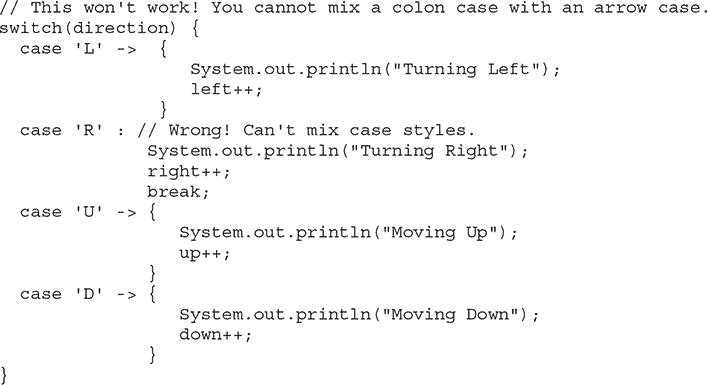 // This won't work! You cannot mix a colon case with an arrow case.
switch(direction) {
  case 'L' ->  {
                  System.out.println("Turning Left");
                  left++;
               }
  case 'R' : // Wrong! Can't mix case styles.
              System.out.println("Turning Right");
              right++;
              break;
  case 'U' -> {
                 System.out.println("Moving Up");
                 up++;
              }
  case 'D' -> {
                 System.out.println("Moving Down");
                 down++;
              }
}